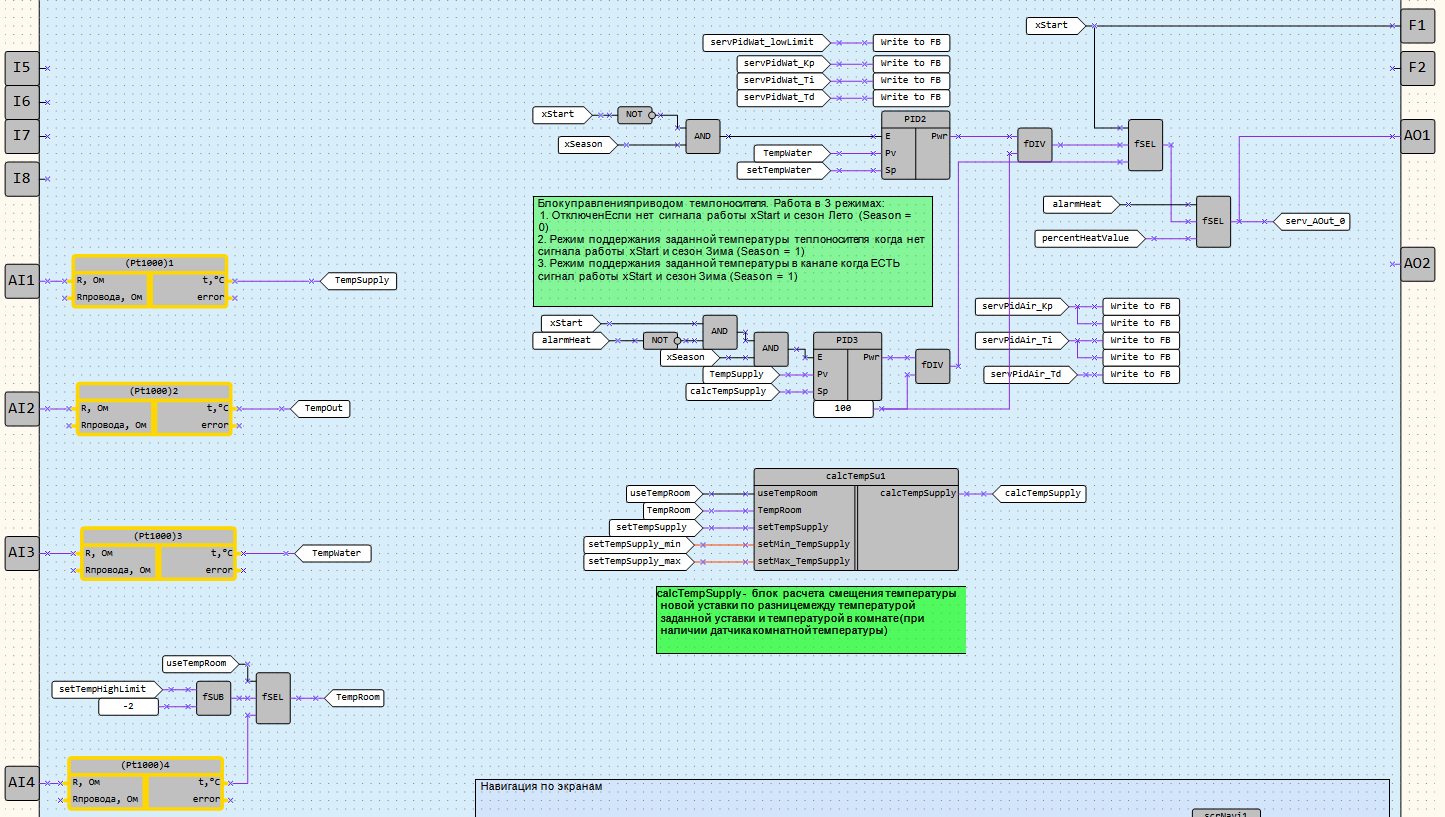 xStart
F1
servPidWat_lowLimit
Write to FB
servPidWat_Kp
Write to FB
servPidWat_Ti
Write to FB
servPidWat_Td
Write to FB
F2
I5
I6
I7
I8
xStart
NOT
xSeason
AND
PID2
E
Pwr
Pv
Sp
TempWater
setTempWater
fDIV
fSEL
AO1
Блокуправленияприводом темлоносителя. Работа в 3 режимах:
1. ОтключенЕсли нет сигнала работы xStart и сезон Лето (Season =
0)
2. Режим поддержания заданной температуры теплоносителя когда нет
сигнала работы xStart и сезон Зима (Season = 1)
3. Режим поддержания заданной температуры в канале когда ЕСТЬ
сигнал работы xStart и сезон Зима (Season = 1)
alarmHeat
fSEL
percentHeatValue
serv_AOut_0
AO2
AI1
(Pt1000)1
R, Ом
t,°C
Rпровода, Ом
error
TempSupply
xStart
alarmHeat
NOT
AND
xSeason
AND
PID3
E
Pwr
Pv
Sp
TempSupply
calcTempSupply
100
fDIV
servPidAir_Kp
Write to FB
Write to FB
servPidAir_Ti
Write to FB
Write to FB
servPidAir_Td
Write to FB
AI2
(Pt1000)2
R, Ом
t,°C
Rпровода, Ом
error
TempOut
calcTempSu1
useTempRoom
useTempRoom
calcTempSupply
calcTempSupply
TempRoom
TempRoom
setTempSupply
setTempSupply
setTempSupply_min
setMin_TempSupply
setTempSupply_max
setMax_TempSupply
AI3
(Pt1000)3
R, Ом
t,°C
Rпровода, Ом
error
TempWater
calcTempSupply - блок расчета смещения температуры
новой уставки по разницемежду температурой
заданной уставки и температурой в комнате(при
наличии датчикакомнатнойтемпературы)
useTempRoom
setTempHighLimit
-2
fSUB
fSEL
TempRoom
AI4
(Pt1000)4
R, Ом
t,°C
Rпровода, Ом
error
Навигация по экранам
scrNavi1